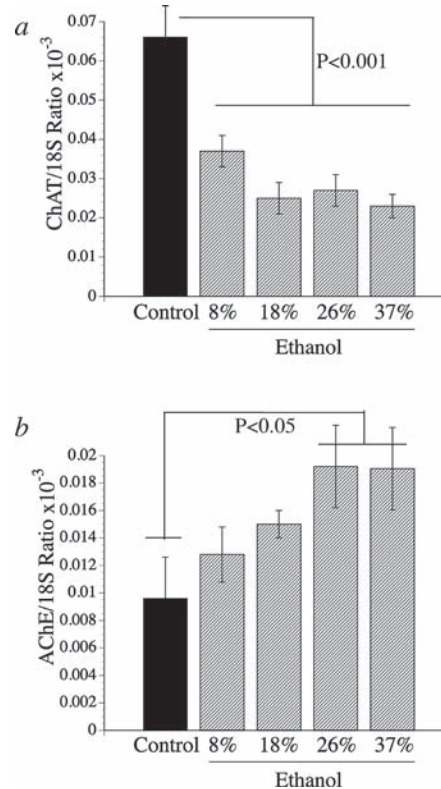 a
ChAT/18S Ratio x10⁻³
0.07
0.06
0.05
0.04
0.03
0.02
0.01
0
P<0.001
Control 8% 18% 26% 37%
Ethanol
b
AChE/18S Ratio x10⁻³
0.02
0.018
0.016
0.014
0.012
0.01
0.008
0.006
0.004
0.002
0
P<0.05
Control 8% 18% 26% 37%
Ethanol